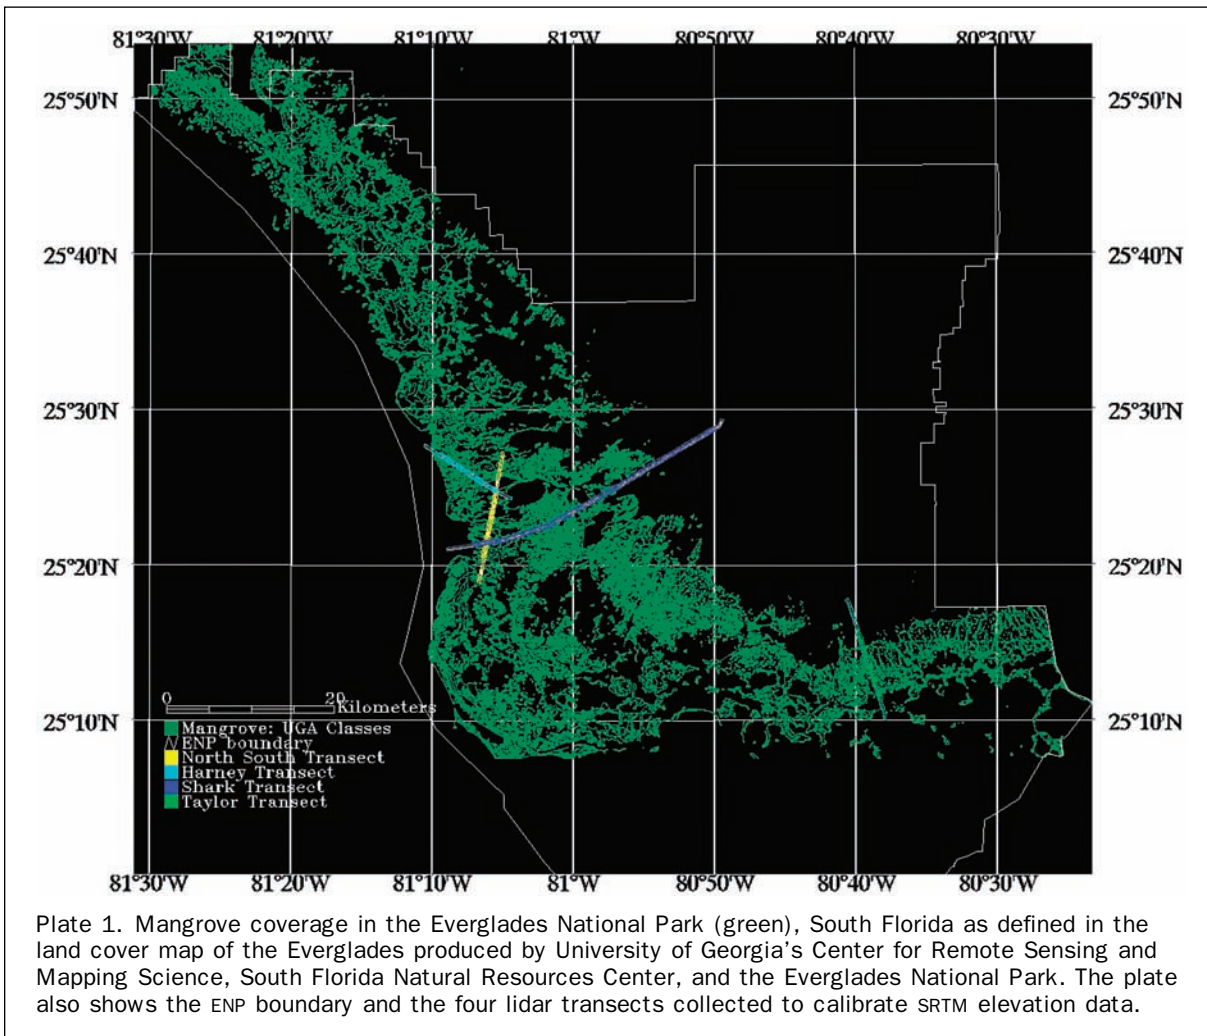 81°30'W 81°20'W 81°10'W 81°W 80°50'W 80°40'W 80°30'W
25°50'N 25°50'N
25°40'N 25°40'N
25°30'N 25°30'N
25°20'N 25°20'N
0 20
Kilometers
25°10'N 25°10'N
Mangrove: UGA Classes
ENP boundary
North South Transect
Harney Transect
Shark Transect
Taylor Transect
81°30'W 81°20'W 81°10'W 81°W 80°50'W 80°40'W 80°30'W
Plate 1. Mangrove coverage in the Everglades National Park (green), South Florida as defined in the
land cover map of the Everglades produced by University of Georgia's Center for Remote Sensing and
Mapping Science, South Florida Natural Resources Center, and the Everglades National Park. The plate
also shows the ENP boundary and the four lidar transects collected to calibrate SRTM elevation data.